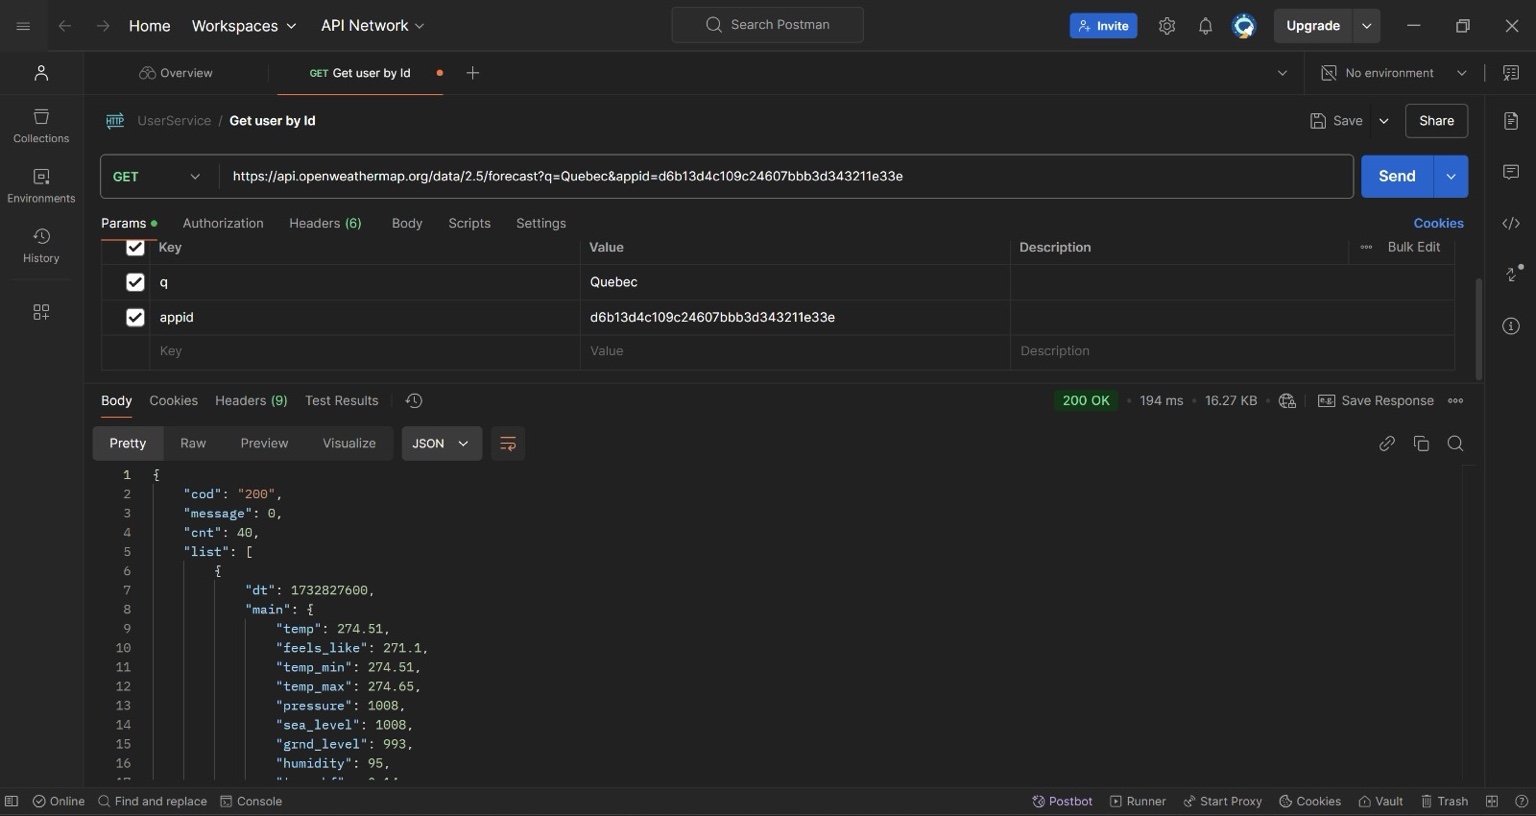 Home Workspaces API Network Search Postman Invite Upgrade
Overview GET Get user by Id No environment
UserService / Get user by Id Save Share
Collections
GET https://api.openweathermap.org/data/2.5/forecast?q=Quebec&appid=d6b13d4c109c24607bbb3d343211e33e Send
Environments
Params Authorization Headers (6) Body Scripts Settings Cookies
Key Value Description Bulk Edit
History
q Quebec
appid d6b13d4c109c24607bbb3d343211e33e
Key Value Description
Body Cookies Headers (9) Test Results 200 OK 194 ms 16.27 KB Save Response
Pretty Raw Preview Visualize JSON
1 {
2 "cod": "200",
3 "message": 0,
4 "cnt": 40,
5 "list": [
6 {
7 "dt": 1732827600,
8 "main": {
9 "temp": 274.51,
10 "feels_like": 271.1,
11 "temp_min": 274.51,
12 "temp_max": 274.65,
13 "pressure": 1008,
14 "sea_level": 1008,
15 "grnd_level": 993,
16 "humidity": 95,
Online Find and replace Console Postbot Runner Start Proxy Cookies Vault Trash